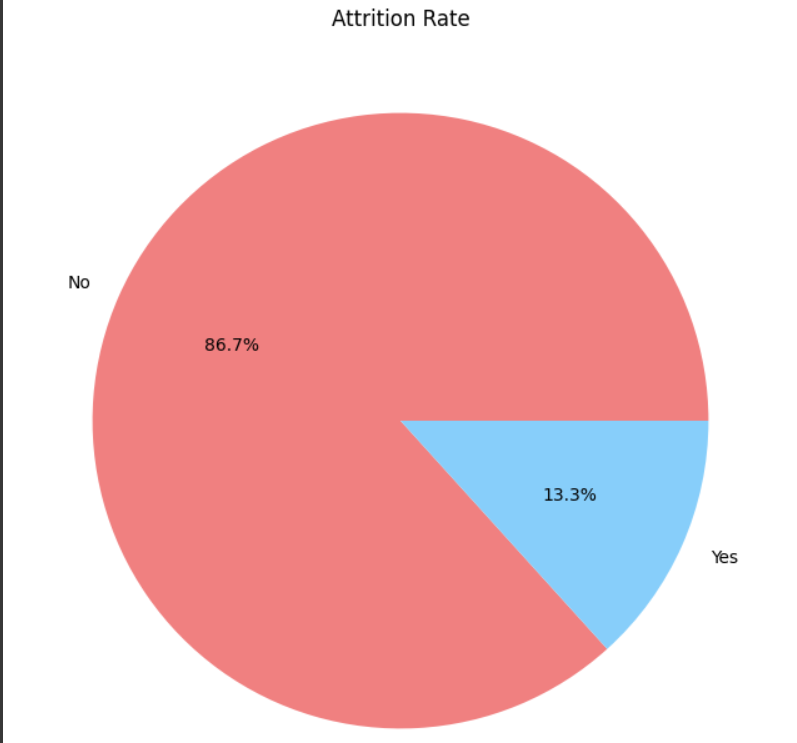 Attrition Rate
No
86.7%
13.3%
Yes